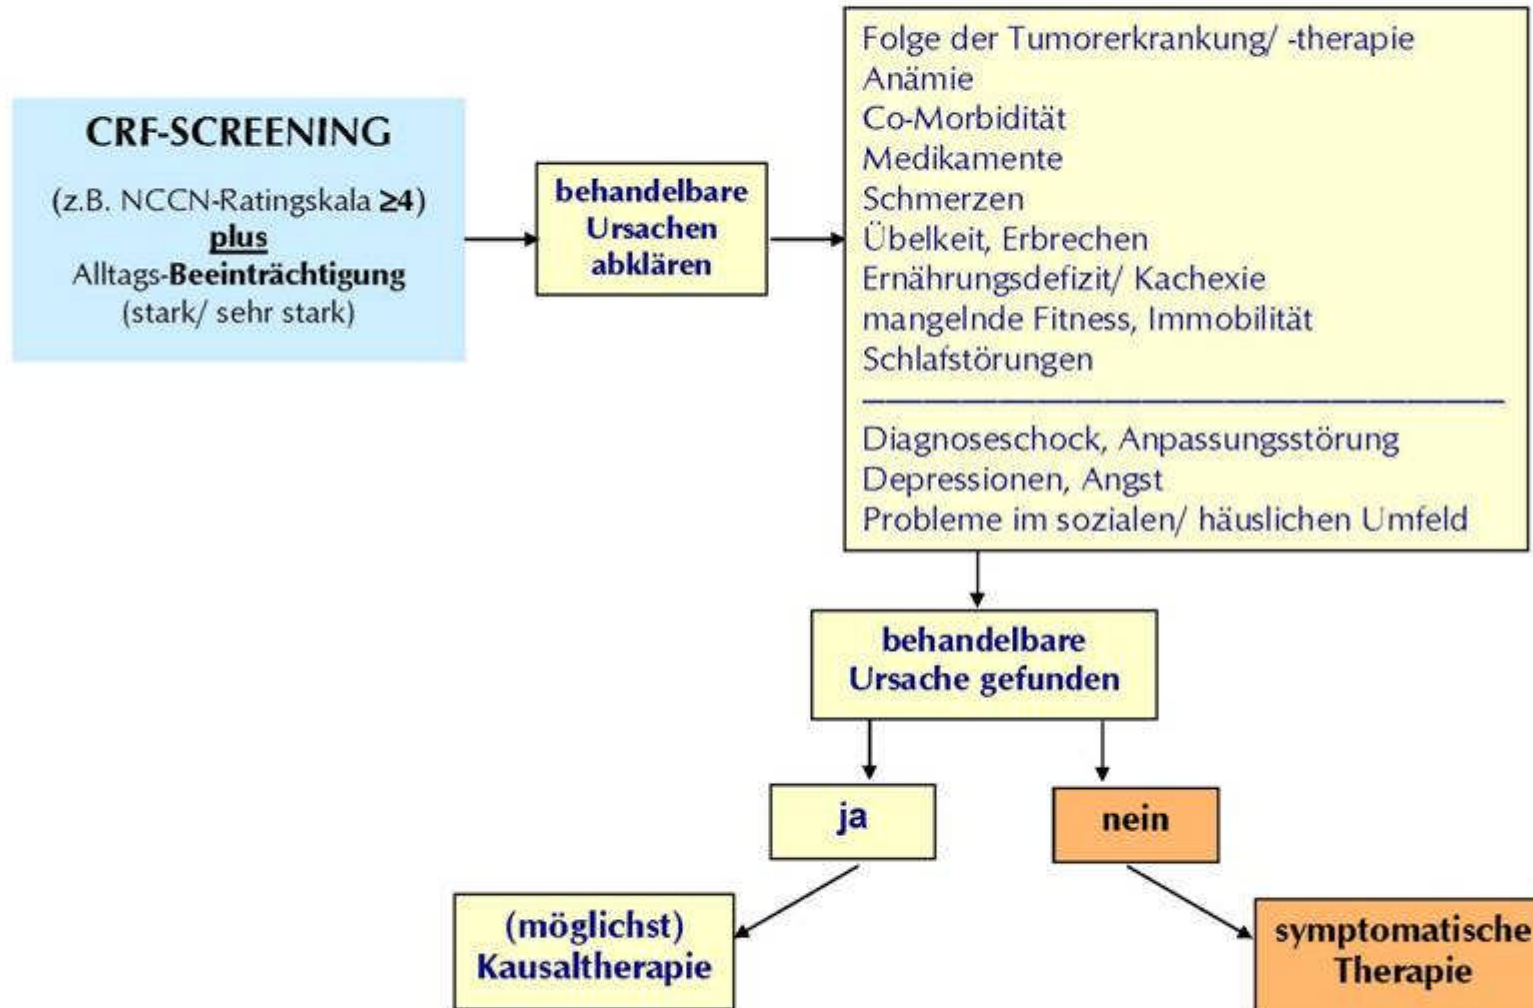 CRF-SCREENING
(z.B. NCCN-Ratingskala ≥4)
plus
Alltags-Beeinträchtigung
(stark/ sehr stark)
behandelbare
Ursachen
abklären
Folge der Tumorerkrankung/ -therapie
Anämie
Co-Morbidität
Medikamente
Schmerzen
Übelkeit, Erbrechen
Ernährungsdefizit/ Kachexie
mangelnde Fitness, Immobilität
Schlafstörungen
Diagnoseschock, Anpassungsstörung
Depressionen, Angst
Probleme im sozialen/ häuslichen Umfeld
behandelbare
Ursache gefunden
ja
nein
(möglichst)
Kausaltherapie
symptomatische
Therapie